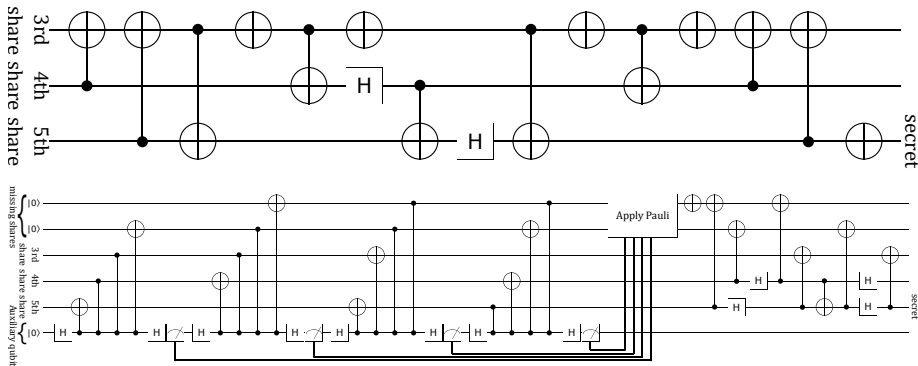 3rd share
4th share
5th share
H
H
secret
missing shares
|0⟩
|0⟩
3rd share
4th share
5th share
Auxiliary qubit
|0⟩
H
H
H
H
H
H
H
H
Apply Pauli
H
H
H
H
secret